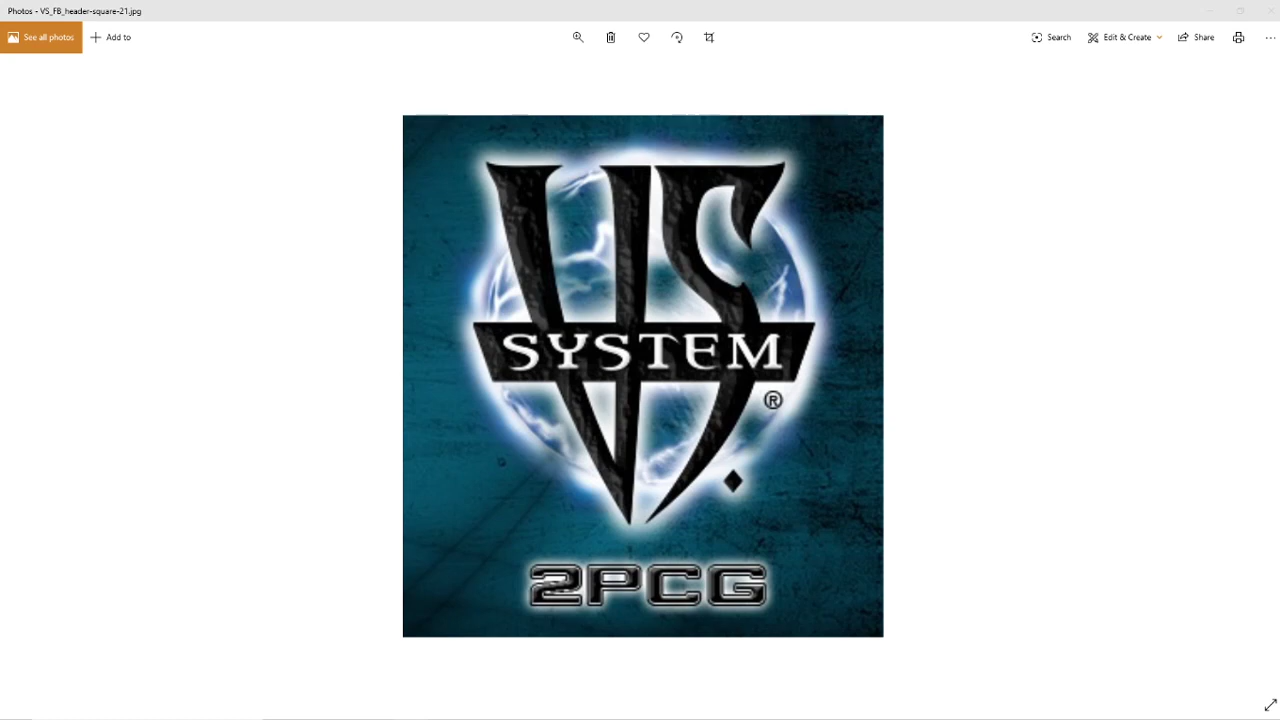 Photos - VS_FB_header-square-21.jpg
See all photos
Add to
Search
Edit & Create
Share
VS
SYSTEM
®
2PCG